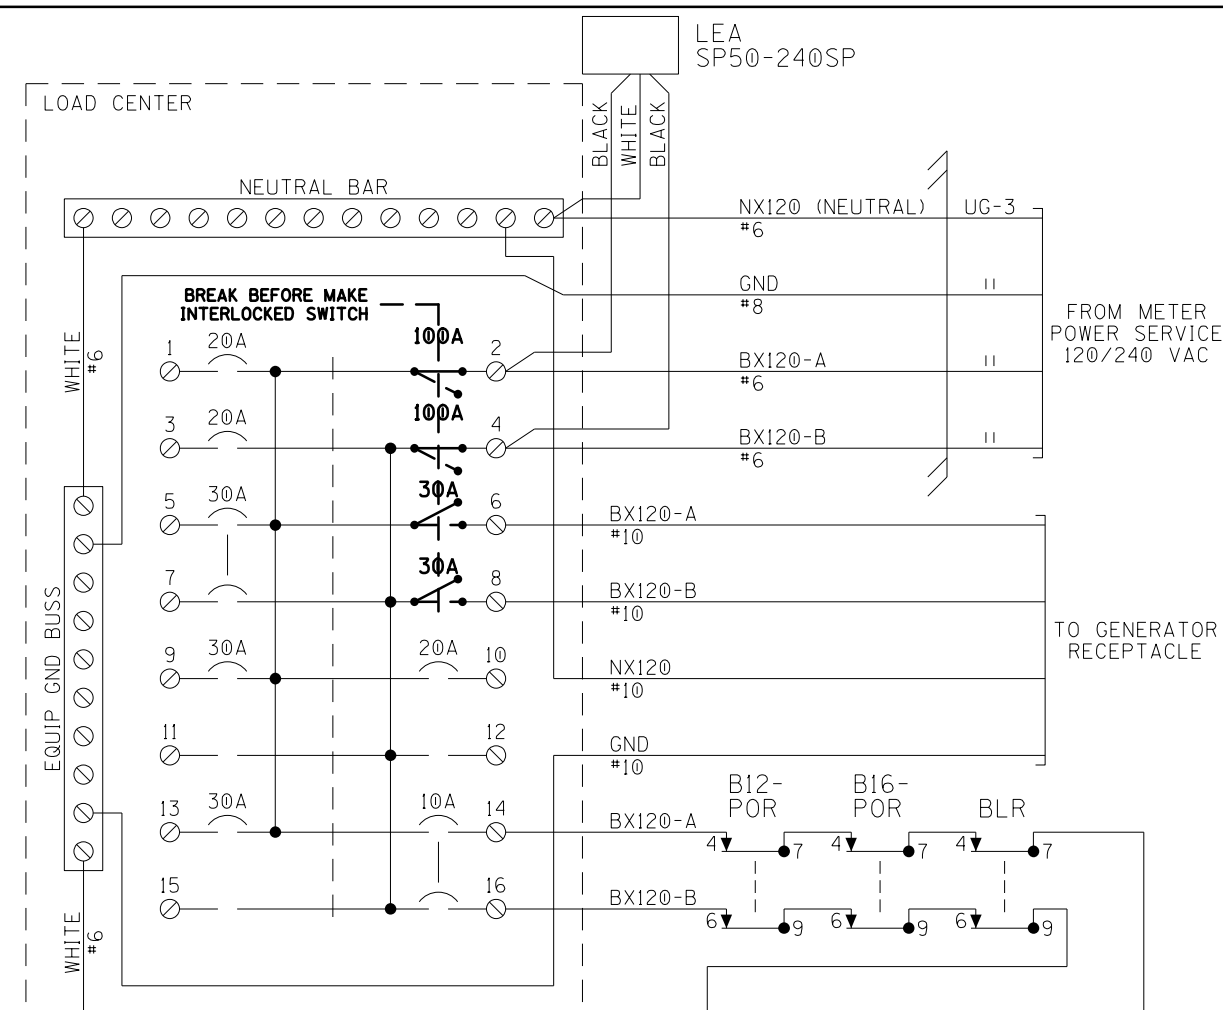 LEA
SP50-240SP
LOAD CENTER
BLACK
WHITE
BLACK
NEUTRAL BAR
NX120 (NEUTRAL)
UG-3
#6
GND
"
#8
BREAK BEFORE MAKE
INTERLOCKED SWITCH
FROM METER
POWER SERVICE
120/240 VAC
WHITE
#6
1
20A
100A
2
BX120-A
"
#6
3
20A
100A
4
BX120-B
"
#6
5
30A
30A
6
BX120-A
#10
7
30A
8
BX120-B
#10
EQUIP GND BUSS
TO GENERATOR
RECEPTACLE
9
30A
20A
10
NX120
#10
11
12
GND
#10
B12-
POR
B16-
POR
BLR
13
30A
10A
14
BX120-A
4
7
4
7
4
7
15
16
BX120-B
6
9
6
9
6
9
WHITE
#6